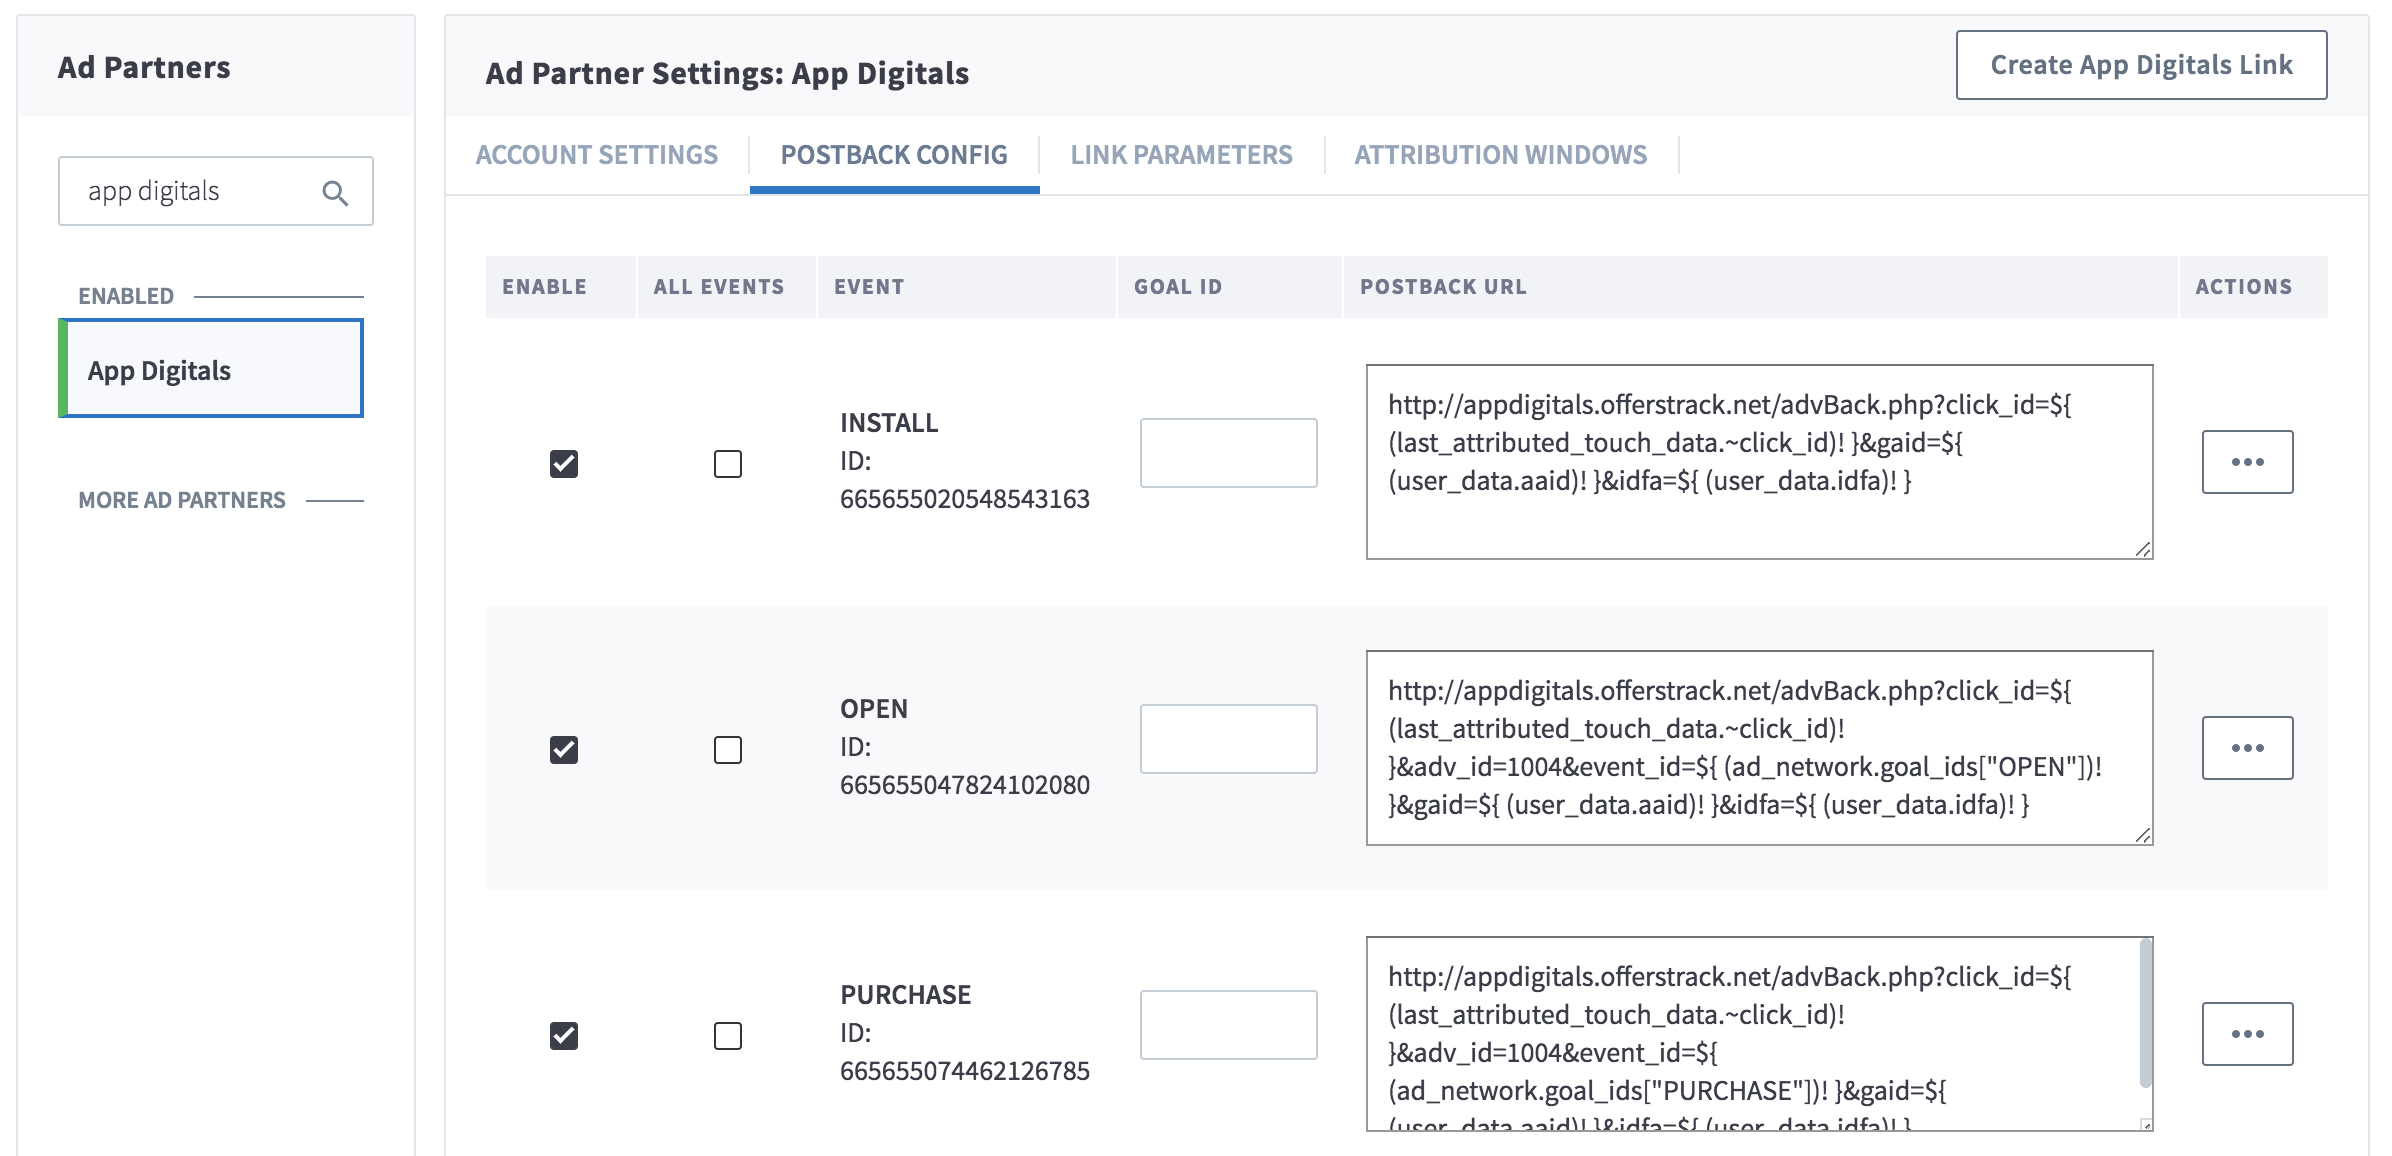 Ad Partners
app digitals
ENABLED
App Digitals
MORE AD PARTNERS
Ad Partner Settings: App Digitals
Create App Digitals Link
ACCOUNT SETTINGS
POSTBACK CONFIG
LINK PARAMETERS
ATTRIBUTION WINDOWS
ENABLE
ALL EVENTS
EVENT
GOAL ID
POSTBACK URL
ACTIONS
INSTALL
ID:
665655020548543163
http://appdigitals.offerstrack.net/advBack.php?click_id=${
(last_attributed_touch_data.~click_id)! }&gaid=${
(user_data.aaid)! }&idfa=${ (user_data.idfa)! }
OPEN
ID:
665655047824102080
http://appdigitals.offerstrack.net/advBack.php?click_id=${
(last_attributed_touch_data.~click_id)!
}&adv_id=1004&event_id=${ (ad_network.goal_ids["OPEN"])!
}&gaid=${ (user_data.aaid)! }&idfa=${ (user_data.idfa)! }
PURCHASE
ID:
665655074462126785
http://appdigitals.offerstrack.net/advBack.php?click_id=${
(last_attributed_touch_data.~click_id)!
}&adv_id=1004&event_id=${
(ad_network.goal_ids["PURCHASE"])! }&gaid=${
(user_data.aaid)! }&idfa=${ (user_data.idfa)! }